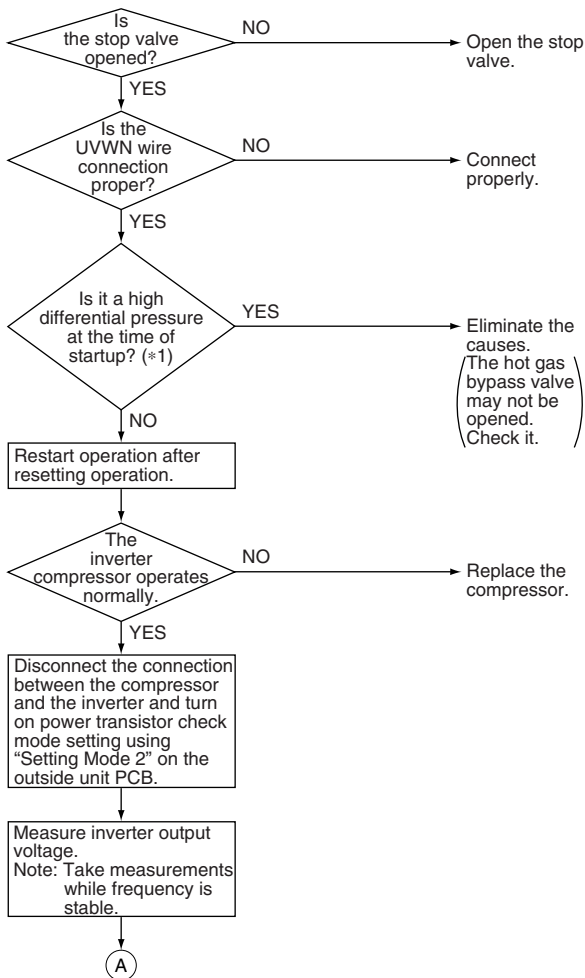 Is
the stop valve
opened?
NO
Open the stop
valve.
YES
Is the
UVWN wire
connection
proper?
NO
Connect
properly.
YES
Is it a high
differential pressure
at the time of
startup? (*1)
YES
Eliminate the
causes.
(The hot gas
bypass valve
may not be
opened.
Check it.)
NO
Restart operation after
resetting operation.
The
inverter
compressor operates
normally.
NO
Replace the
compressor.
YES
Disconnect the connection
between the compressor
and the inverter and turn
on power transistor check
mode setting using
“Setting Mode 2” on the
outside unit PCB.
Measure inverter output
voltage.
Note: Take measurements
while frequency is
stable.
A